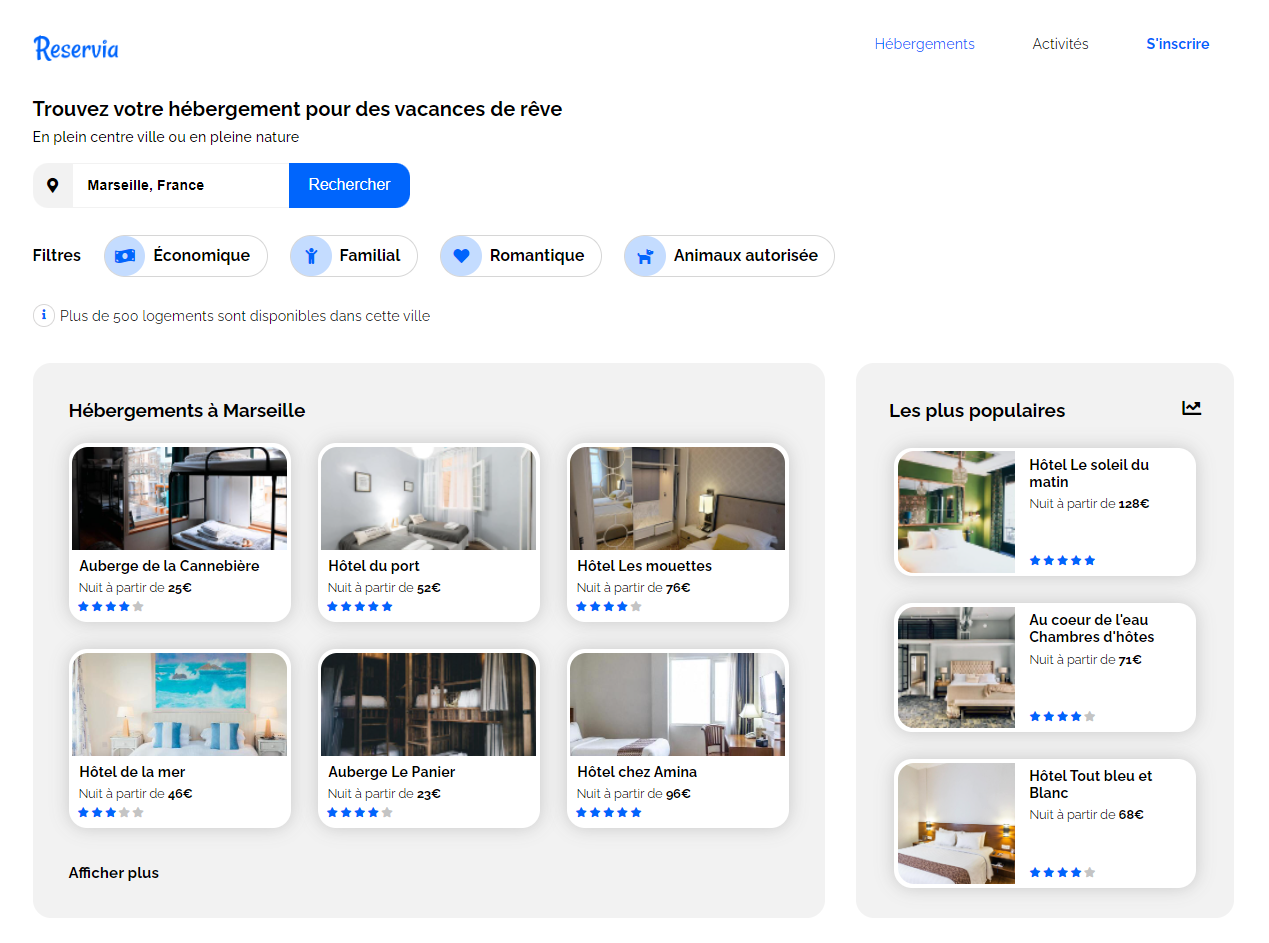 Reservia
Hébergements
Activités
S'inscrire
Trouvez votre hébergement pour des vacances de rêve
En plein centre ville ou en pleine nature
Marseille, France
Rechercher
Filtres
Économique
Familial
Romantique
Animaux autorisée
Plus de 500 logements sont disponibles dans cette ville
Hébergements à Marseille
Auberge de la Cannebière
Nuit à partir de 25€
Hôtel du port
Nuit à partir de 52€
Hôtel Les mouettes
Nuit à partir de 76€
Hôtel de la mer
Nuit à partir de 46€
Auberge Le Panier
Nuit à partir de 23€
Hôtel chez Amina
Nuit à partir de 96€
Afficher plus
Les plus populaires
Hôtel Le soleil du
matin
Nuit à partir de 128€
Au coeur de l'eau
Chambres d'hôtes
Nuit à partir de 71€
Hôtel Tout bleu et
Blanc
Nuit à partir de 68€